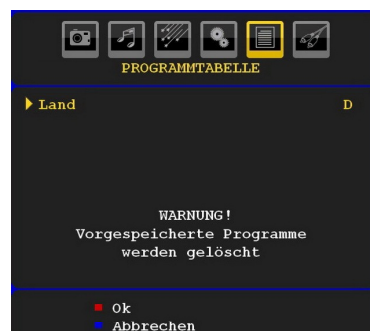 PROGRAMMTABELLE
Land D
WARNUNG!
Vorgespeicherte Programme
werden gelöscht
Ok
Abbrechen